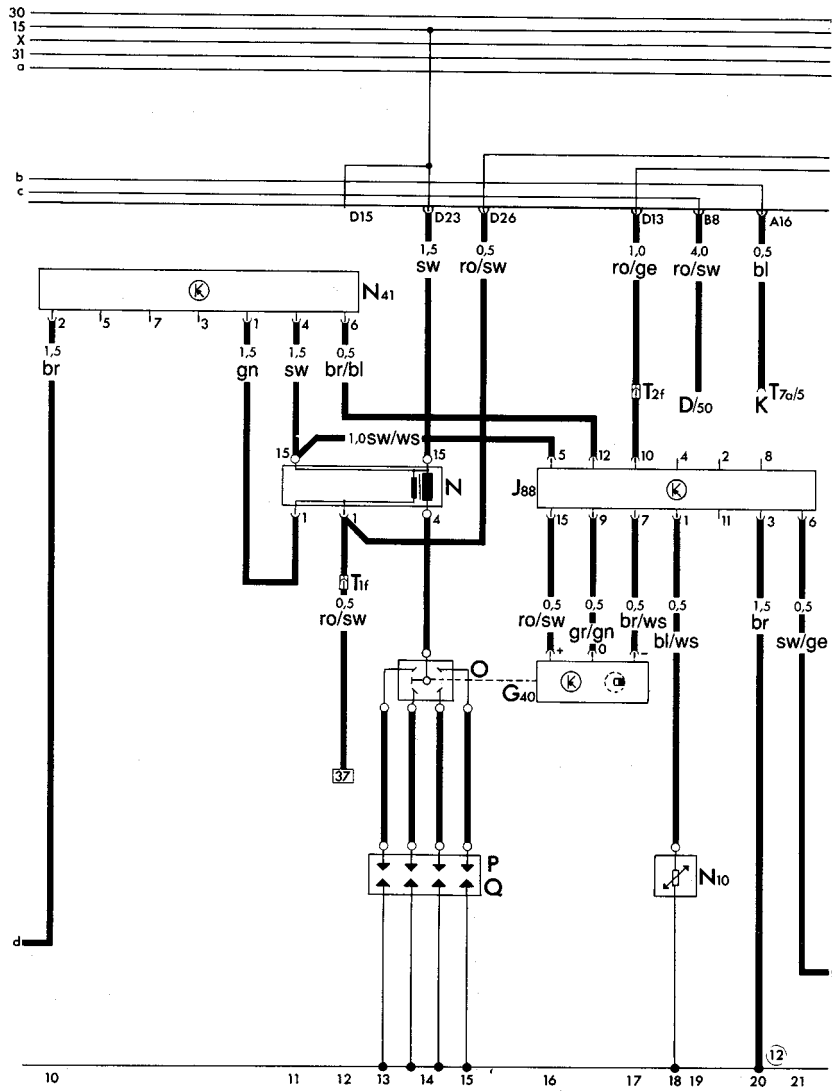 30
15
X
31
a
b
c
D15 D23 D26 D13 B8 A16
1,5 0,5 1,0 4,0 0,5
sw ro/sw ro/ge ro/sw bl
N41
2 5 7 3 1 4 6
1,5 1,5 1,5 0,5
br gn sw br/bl
T2f D/50 K T7a/5
1,0 sw/ws
15 15 5 12 10 4 2 8
N J88
1 1 4 15 9 7 1 11 3 6
T1f
0,5 0,5 0,5 0,5 0,5 1,5 0,5
ro/sw ro/sw gr/gn br/ws bl/ws br sw/ge
+ 0 −
O G40
37
P
Q
N10
d
12
10 11 12 13 14 15 16 17 18 19 20 21